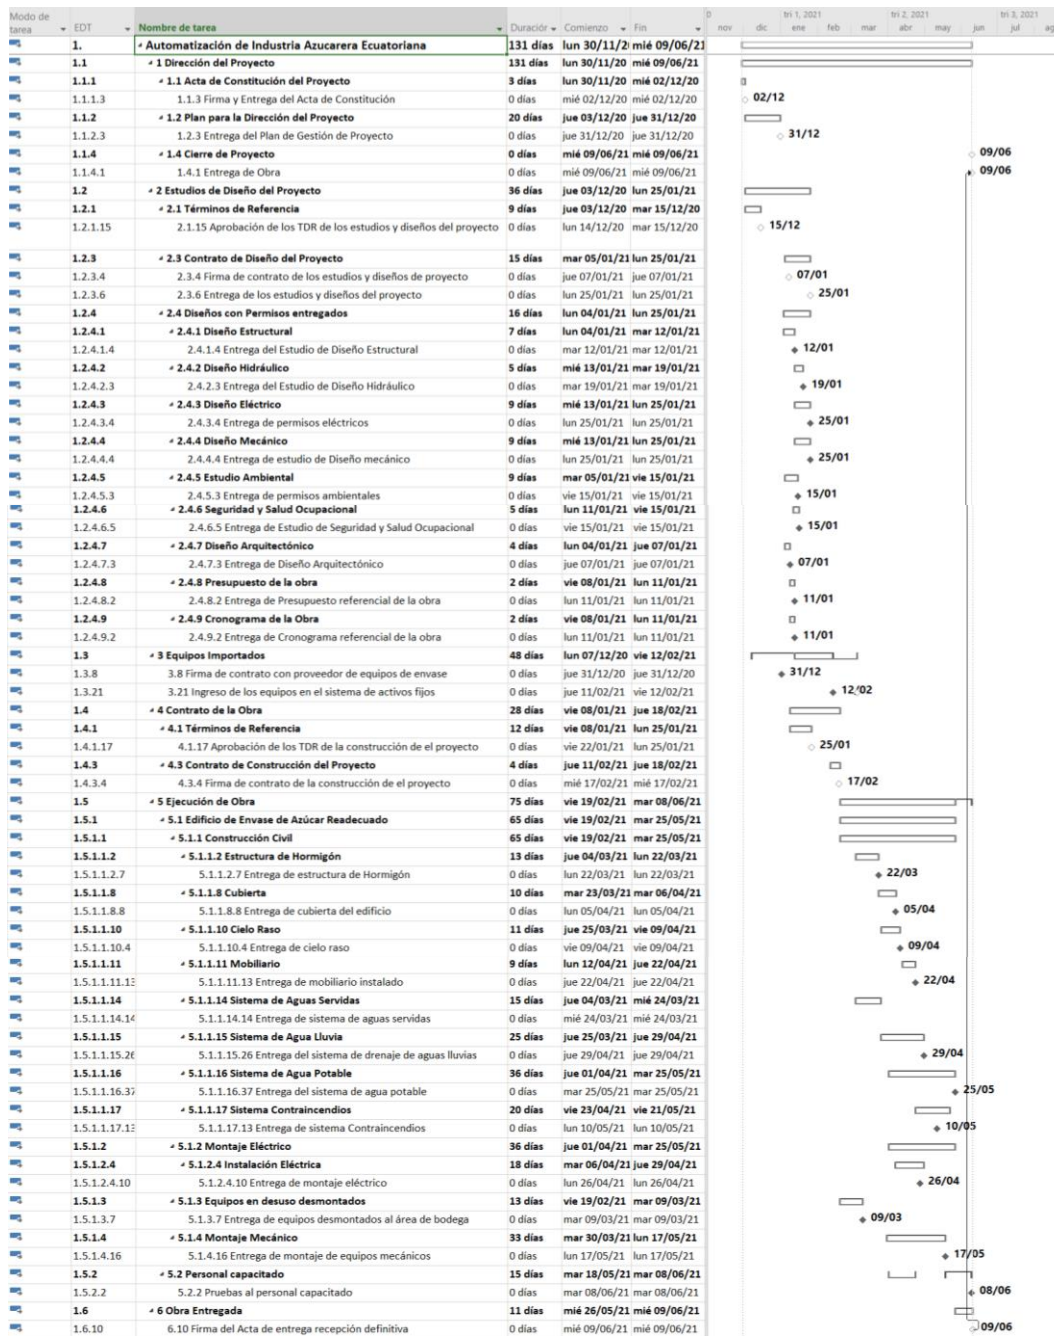 Modo de tarea EDT Nombre de tarea Duración Comienzo Fin 0 nov tri 1, 2021 dic ene feb mar tri 2, 2021 abr may jun tri 3, 2021 jul ag
1. Automatización de Industria Azucarera Ecuatoriana 131 días lun 30/11/2 mié 09/06/21
1.1 1 Dirección del Proyecto 131 días lun 30/11/20 mié 09/06/21
1.1.1 1.1 Acta de Constitución del Proyecto 3 días lun 30/11/20 mié 02/12/20
1.1.1.3 1.1.3 Firma y Entrega del Acta de Constitución 0 días mié 02/12/20 mié 02/12/20 02/12
1.1.2 1.2 Plan para la Dirección del Proyecto 20 días jue 03/12/20 jue 31/12/20
1.1.2.3 1.2.3 Entrega del Plan de Gestión de Proyecto 0 días jue 31/12/20 jue 31/12/20 31/12
1.1.4 1.4 Cierre de Proyecto 0 días mié 09/06/21 mié 09/06/21 09/06
1.1.4.1 1.4.1 Entrega de Obra 0 días mié 09/06/21 mié 09/06/21 09/06
1.2 2 Estudios de Diseño del Proyecto 36 días jue 03/12/20 lun 25/01/21
1.2.1 2.1 Términos de Referencia 9 días jue 03/12/20 mar 15/12/20
1.2.1.15 2.1.15 Aprobación de los TDR de los estudios y diseños del proyecto 0 días lun 14/12/20 mar 15/12/20 15/12
1.2.3 2.3 Contrato de Diseño del Proyecto 15 días mar 05/01/21 lun 25/01/21
1.2.3.4 2.3.4 Firma de contrato de los estudios y diseños de proyecto 0 días jue 07/01/21 jue 07/01/21 07/01
1.2.3.6 2.3.6 Entrega de los estudios y diseños del proyecto 0 días lun 25/01/21 lun 25/01/21 25/01
1.2.4 2.4 Diseños con Permisos entregados 16 días lun 04/01/21 lun 25/01/21
1.2.4.1 2.4.1 Diseño Estructural 7 días lun 04/01/21 mar 12/01/21
1.2.4.1.4 2.4.1.4 Entrega del Estudio de Diseño Estructural 0 días mar 12/01/21 mar 12/01/21 12/01
1.2.4.2 2.4.2 Diseño Hidráulico 5 días mié 13/01/21 mar 19/01/21
1.2.4.2.3 2.4.2.3 Entrega del Estudio de Diseño Hidráulico 0 días mar 19/01/21 mar 19/01/21 19/01
1.2.4.3 2.4.3 Diseño Eléctrico 9 días mié 13/01/21 lun 25/01/21
1.2.4.3.4 2.4.3.4 Entrega de permisos eléctricos 0 días lun 25/01/21 lun 25/01/21 25/01
1.2.4.4 2.4.4 Diseño Mecánico 9 días mié 13/01/21 lun 25/01/21
1.2.4.4.4 2.4.4.4 Entrega de estudio de Diseño mecánico 0 días lun 25/01/21 lun 25/01/21 25/01
1.2.4.5 2.4.5 Estudio Ambiental 9 días mar 05/01/21 vie 15/01/21
1.2.4.5.3 2.4.5.3 Entrega de permisos ambientales 0 días vie 15/01/21 vie 15/01/21 15/01
1.2.4.6 2.4.6 Seguridad y Salud Ocupacional 5 días lun 11/01/21 vie 15/01/21
1.2.4.6.5 2.4.6.5 Entrega de Estudio de Seguridad y Salud Ocupacional 0 días vie 15/01/21 vie 15/01/21 15/01
1.2.4.7 2.4.7 Diseño Arquitectónico 4 días lun 04/01/21 jue 07/01/21
1.2.4.7.3 2.4.7.3 Entrega de Diseño Arquitectónico 0 días jue 07/01/21 jue 07/01/21 07/01
1.2.4.8 2.4.8 Presupuesto de la obra 2 días vie 08/01/21 lun 11/01/21
1.2.4.8.2 2.4.8.2 Entrega de Presupuesto referencial de la obra 0 días lun 11/01/21 lun 11/01/21 11/01
1.2.4.9 2.4.9 Cronograma de la Obra 2 días vie 08/01/21 lun 11/01/21
1.2.4.9.2 2.4.9.2 Entrega de Cronograma referencial de la obra 0 días lun 11/01/21 lun 11/01/21 11/01
1.3 3 Equipos Importados 48 días lun 07/12/20 vie 12/02/21
1.3.8 3.8 Firma de contrato con proveedor de equipos de envase 0 días jue 31/12/20 jue 31/12/20 31/12
1.3.21 3.21 Ingreso de los equipos en el sistema de activos fijos 0 días jue 11/02/21 vie 12/02/21 12/02
1.4 4 Contrato de la Obra 28 días vie 08/01/21 jue 18/02/21
1.4.1 4.1 Términos de Referencia 12 días vie 08/01/21 lun 25/01/21
1.4.1.17 4.1.17 Aprobación de los TDR de la construcción de el proyecto 0 días vie 22/01/21 lun 25/01/21 25/01
1.4.3 4.3 Contrato de Construcción del Proyecto 4 días jue 11/02/21 jue 18/02/21
1.4.3.4 4.3.4 Firma de contrato de la construcción de el proyecto 0 días mié 17/02/21 mié 17/02/21 17/02
1.5 5 Ejecución de Obra 75 días vie 19/02/21 mar 08/06/21
1.5.1 5.1 Edificio de Envase de Azúcar Readecuado 65 días vie 19/02/21 mar 25/05/21
1.5.1.1 5.1.1 Construcción Civil 65 días vie 19/02/21 mar 25/05/21
1.5.1.1.2 5.1.1.2 Estructura de Hormigón 13 días jue 04/03/21 lun 22/03/21
1.5.1.1.2.7 5.1.1.2.7 Entrega de estructura de Hormigón 0 días lun 22/03/21 lun 22/03/21 22/03
1.5.1.1.8 5.1.1.8 Cubierta 10 días mar 23/03/21 mar 06/04/21
1.5.1.1.8.8 5.1.1.8.8 Entrega de cubierta del edificio 0 días lun 05/04/21 lun 05/04/21 05/04
1.5.1.1.10 5.1.1.10 Cielo Raso 11 días jue 25/03/21 vie 09/04/21
1.5.1.1.10.4 5.1.1.10.4 Entrega de cielo raso 0 días vie 09/04/21 vie 09/04/21 09/04
1.5.1.1.11 5.1.1.11 Mobiliario 9 días lun 12/04/21 jue 22/04/21
1.5.1.1.11.13 5.1.1.11.13 Entrega de mobiliario instalado 0 días jue 22/04/21 jue 22/04/21 22/04
1.5.1.1.14 5.1.1.14 Sistema de Aguas Servidas 15 días jue 04/03/21 mié 24/03/21
1.5.1.1.14.14 5.1.1.14.14 Entrega de sistema de aguas servidas 0 días mié 24/03/21 mié 24/03/21
1.5.1.1.15 5.1.1.15 Sistema de Agua Lluvia 25 días jue 25/03/21 jue 29/04/21
1.5.1.1.15.26 5.1.1.15.26 Entrega del sistema de drenaje de aguas lluvias 0 días jue 29/04/21 jue 29/04/21 29/04
1.5.1.1.16 5.1.1.16 Sistema de Agua Potable 36 días jue 01/04/21 mar 25/05/21
1.5.1.1.16.37 5.1.1.16.37 Entrega del sistema de agua potable 0 días mar 25/05/21 mar 25/05/21 25/05
1.5.1.1.17 5.1.1.17 Sistema Contraincendios 20 días vie 23/04/21 vie 21/05/21
1.5.1.1.17.13 5.1.1.17.13 Entrega de sistema Contraincendios 0 días lun 10/05/21 lun 10/05/21 10/05
1.5.1.2 5.1.2 Montaje Eléctrico 36 días jue 01/04/21 mar 25/05/21
1.5.1.2.4 5.1.2.4 Instalación Eléctrica 18 días mar 06/04/21 jue 29/04/21
1.5.1.2.4.10 5.1.2.4.10 Entrega de montaje eléctrico 0 días lun 26/04/21 lun 26/04/21 26/04
1.5.1.3 5.1.3 Equipos en desuso desmontados 13 días vie 19/02/21 mar 09/03/21
1.5.1.3.7 5.1.3.7 Entrega de equipos desmontados al área de bodega 0 días mar 09/03/21 mar 09/03/21 09/03
1.5.1.4 5.1.4 Montaje Mecánico 33 días mar 30/03/21 lun 17/05/21
1.5.1.4.16 5.1.4.16 Entrega de montaje de equipos mecánicos 0 días lun 17/05/21 lun 17/05/21 17/05
1.5.2 5.2 Personal capacitado 15 días mar 18/05/21 mar 08/06/21
1.5.2.2 5.2.2 Pruebas al personal capacitado 0 días mar 08/06/21 mar 08/06/21 08/06
1.6 6 Obra Entregada 11 días mié 26/05/21 mié 09/06/21
1.6.10 6.10 Firma del Acta de entrega recepción definitiva 0 días mié 09/06/21 mié 09/06/21 09/06